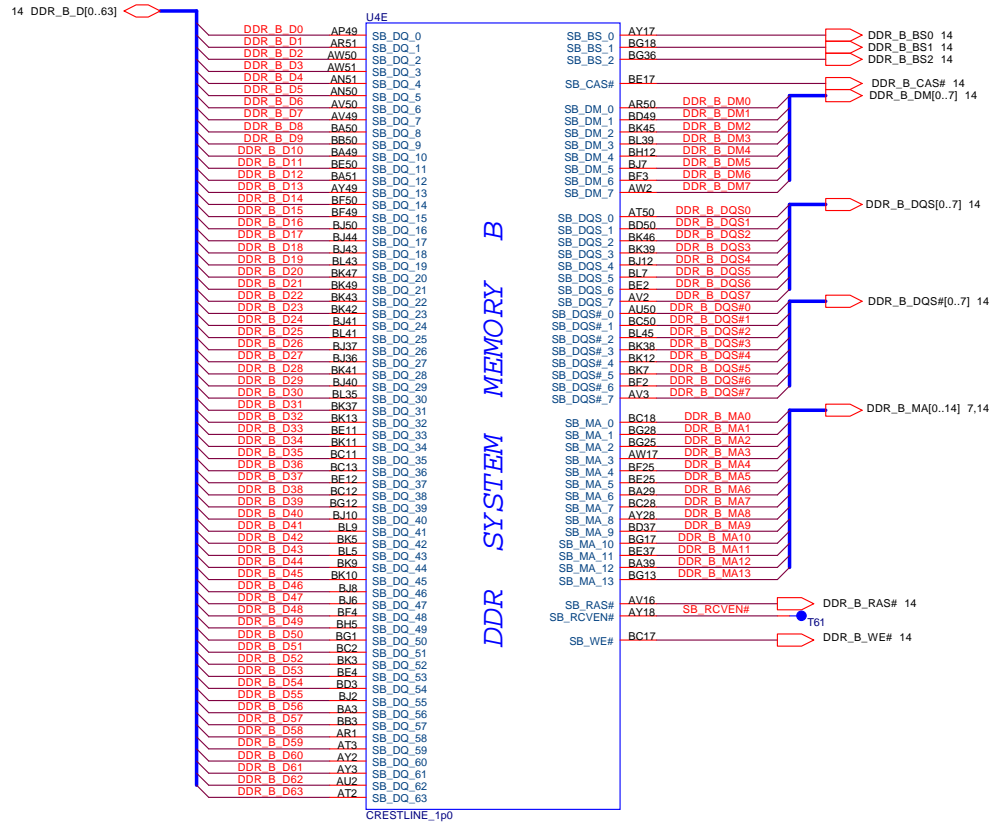 14 DDR_B_D[0..63]
U4E
DDR_B_D0 AP49 SB_DQ_0
DDR_B_D1 AR51 SB_DQ_1
DDR_B_D2 AW50 SB_DQ_2
DDR_B_D3 AW51 SB_DQ_3
DDR_B_D4 AN51 SB_DQ_4
DDR_B_D5 AN50 SB_DQ_5
DDR_B_D6 AV50 SB_DQ_6
DDR_B_D7 AV49 SB_DQ_7
DDR_B_D8 BA50 SB_DQ_8
DDR_B_D9 BB50 SB_DQ_9
DDR_B_D10 BA49 SB_DQ_10
DDR_B_D11 BE50 SB_DQ_11
DDR_B_D12 BA51 SB_DQ_12
DDR_B_D13 AY49 SB_DQ_13
DDR_B_D14 BF50 SB_DQ_14
DDR_B_D15 BF49 SB_DQ_15
DDR_B_D16 BJ50 SB_DQ_16
DDR_B_D17 BJ44 SB_DQ_17
DDR_B_D18 BJ43 SB_DQ_18
DDR_B_D19 BL43 SB_DQ_19
DDR_B_D20 BK47 SB_DQ_20
DDR_B_D21 BK49 SB_DQ_21
DDR_B_D22 BK43 SB_DQ_22
DDR_B_D23 BK42 SB_DQ_23
DDR_B_D24 BJ41 SB_DQ_24
DDR_B_D25 BL41 SB_DQ_25
DDR_B_D26 BJ37 SB_DQ_26
DDR_B_D27 BJ36 SB_DQ_27
DDR_B_D28 BK41 SB_DQ_28
DDR_B_D29 BJ40 SB_DQ_29
DDR_B_D30 BL35 SB_DQ_30
DDR_B_D31 BK37 SB_DQ_31
DDR_B_D32 BK13 SB_DQ_32
DDR_B_D33 BE11 SB_DQ_33
DDR_B_D34 BK11 SB_DQ_34
DDR_B_D35 BC11 SB_DQ_35
DDR_B_D36 BC13 SB_DQ_36
DDR_B_D37 BE12 SB_DQ_37
DDR_B_D38 BC12 SB_DQ_38
DDR_B_D39 BG12 SB_DQ_39
DDR_B_D40 BJ10 SB_DQ_40
DDR_B_D41 BL9 SB_DQ_41
DDR_B_D42 BK5 SB_DQ_42
DDR_B_D43 BL5 SB_DQ_43
DDR_B_D44 BK9 SB_DQ_44
DDR_B_D45 BK10 SB_DQ_45
DDR_B_D46 BJ8 SB_DQ_46
DDR_B_D47 BJ6 SB_DQ_47
DDR_B_D48 BF4 SB_DQ_48
DDR_B_D49 BH5 SB_DQ_49
DDR_B_D50 BG1 SB_DQ_50
DDR_B_D51 BC2 SB_DQ_51
DDR_B_D52 BK3 SB_DQ_52
DDR_B_D53 BE4 SB_DQ_53
DDR_B_D54 BD3 SB_DQ_54
DDR_B_D55 BJ2 SB_DQ_55
DDR_B_D56 BA3 SB_DQ_56
DDR_B_D57 BB3 SB_DQ_57
DDR_B_D58 AR1 SB_DQ_58
DDR_B_D59 AT3 SB_DQ_59
DDR_B_D60 AY2 SB_DQ_60
DDR_B_D61 AY3 SB_DQ_61
DDR_B_D62 AU2 SB_DQ_62
DDR_B_D63 AT2 SB_DQ_63
DDR SYSTEM MEMORY B
SB_BS_0 AY17 DDR_B_BS0 14
SB_BS_1 BG18 DDR_B_BS1 14
SB_BS_2 BG36 DDR_B_BS2 14
SB_CAS# BE17 DDR_B_CAS# 14
DDR_B_DM[0..7] 14
SB_DM_0 AR50 DDR_B_DM0
SB_DM_1 BD49 DDR_B_DM1
SB_DM_2 BK45 DDR_B_DM2
SB_DM_3 BL39 DDR_B_DM3
SB_DM_4 BH12 DDR_B_DM4
SB_DM_5 BJ7 DDR_B_DM5
SB_DM_6 BF3 DDR_B_DM6
SB_DM_7 AW2 DDR_B_DM7
DDR_B_DQS[0..7] 14
SB_DQS_0 AT50 DDR_B_DQS0
SB_DQS_1 BD50 DDR_B_DQS1
SB_DQS_2 BK46 DDR_B_DQS2
SB_DQS_3 BK39 DDR_B_DQS3
SB_DQS_4 BJ12 DDR_B_DQS4
SB_DQS_5 BL7 DDR_B_DQS5
SB_DQS_6 BE2 DDR_B_DQS6
SB_DQS_7 AV2 DDR_B_DQS7
DDR_B_DQS#[0..7] 14
SB_DQS#_0 AU50 DDR_B_DQS#0
SB_DQS#_1 BC50 DDR_B_DQS#1
SB_DQS#_2 BL45 DDR_B_DQS#2
SB_DQS#_3 BK38 DDR_B_DQS#3
SB_DQS#_4 BK12 DDR_B_DQS#4
SB_DQS#_5 BK7 DDR_B_DQS#5
SB_DQS#_6 BF2 DDR_B_DQS#6
SB_DQS#_7 AV3 DDR_B_DQS#7
DDR_B_MA[0..14] 7,14
SB_MA_0 BC18 DDR_B_MA0
SB_MA_1 BG28 DDR_B_MA1
SB_MA_2 BG25 DDR_B_MA2
SB_MA_3 AW17 DDR_B_MA3
SB_MA_4 BF25 DDR_B_MA4
SB_MA_5 BE25 DDR_B_MA5
SB_MA_6 BA29 DDR_B_MA6
SB_MA_7 BC28 DDR_B_MA7
SB_MA_8 AY28 DDR_B_MA8
SB_MA_9 BD37 DDR_B_MA9
SB_MA_10 BG17 DDR_B_MA10
SB_MA_11 BE37 DDR_B_MA11
SB_MA_12 BA39 DDR_B_MA12
SB_MA_13 BG13 DDR_B_MA13
SB_RAS# AV16 DDR_B_RAS# 14
SB_RCVEN# AY18 SB_RCVEN# T61
SB_WE# BC17 DDR_B_WE# 14
CRESTLINE_1p0